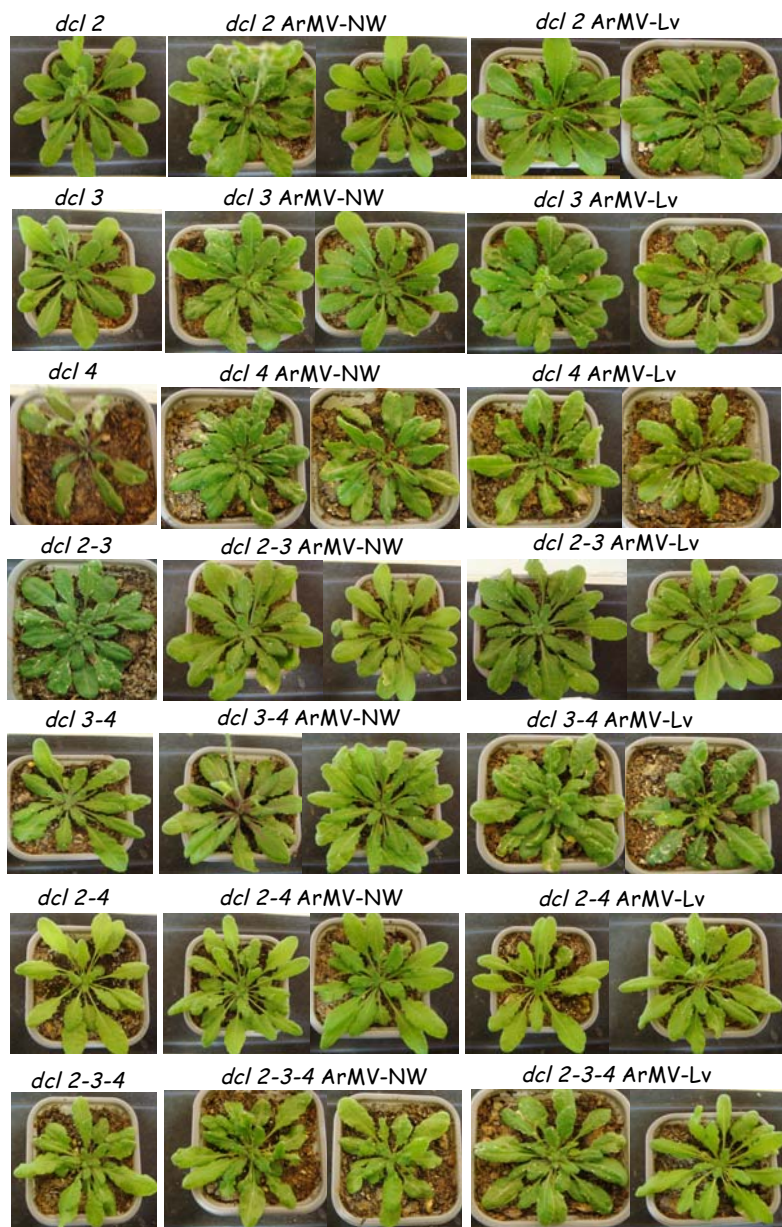 dcl 2 dcl 2 ArMV-NW dcl 2 ArMV-Lv
dcl 3 dcl 3 ArMV-NW dcl 3 ArMV-Lv
dcl 4 dcl 4 ArMV-NW dcl 4 ArMV-Lv
dcl 2-3 dcl 2-3 ArMV-NW dcl 2-3 ArMV-Lv
dcl 3-4 dcl 3-4 ArMV-NW dcl 3-4 ArMV-Lv
dcl 2-4 dcl 2-4 ArMV-NW dcl 2-4 ArMV-Lv
dcl 2-3-4 dcl 2-3-4 ArMV-NW dcl 2-3-4 ArMV-Lv